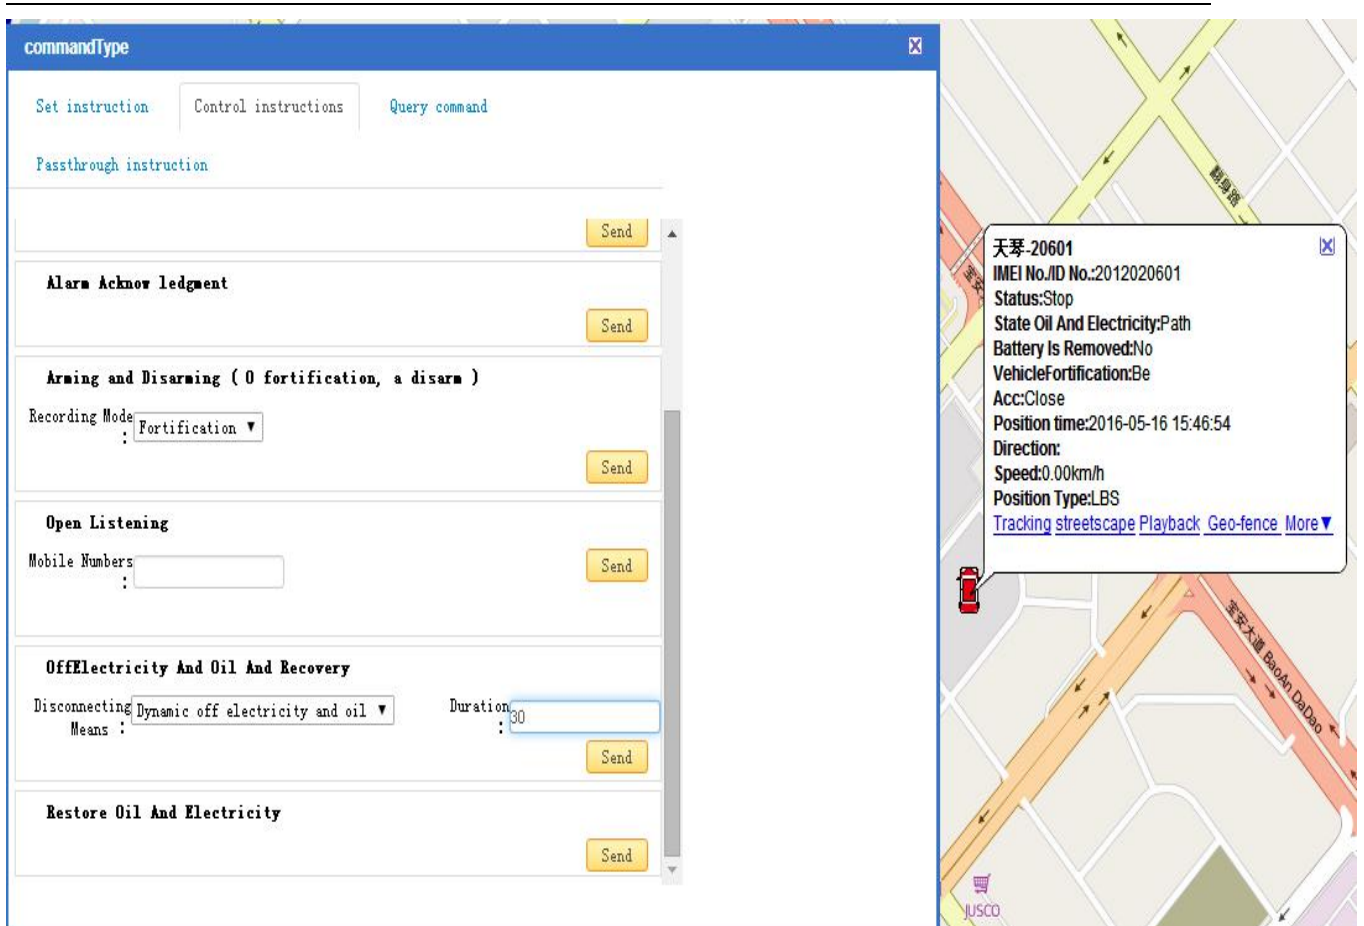 commandType
Set instruction
Control instructions
Query command
Passthrough instruction
Send
Alarm Acknow ledgment
Send
Arming and Disarming ( 0 fortification, a disarm )
Recording Mode
:
Fortification ▼
Send
Open Listening
Mobile Numbers
:
Send
OffElectricity And Oil And Recovery
Disconnecting
Means :
Dynamic off electricity and oil ▼
Duration
:
30
Send
Restore Oil And Electricity
Send
天琴-20601
IMEI No./ID No.:2012020601
Status:Stop
State Oil And Electricity:Path
Battery Is Removed:No
VehicleFortification:Be
Acc:Close
Position time:2016-05-16 15:46:54
Direction:
Speed:0.00km/h
Position Type:LBS
Tracking streetscape Playback Geo-fence More▼
宝安大道 BaoAn DaDao
JUSCO